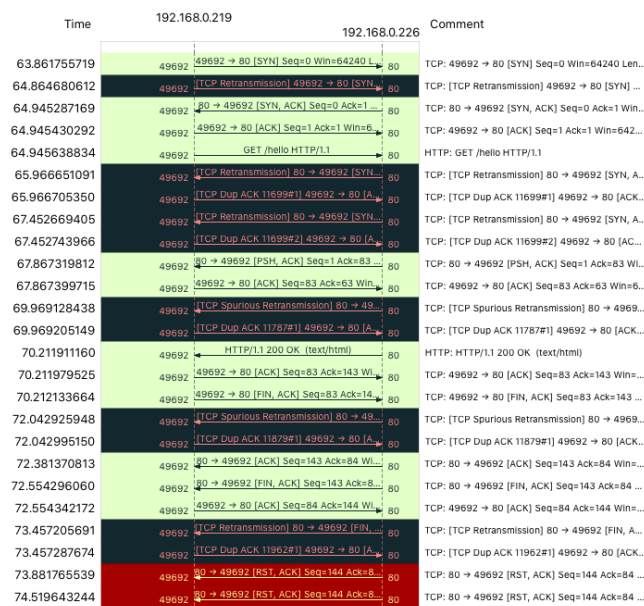 Time 192.168.0.219 192.168.0.226 Comment
63.861755719 49692 49692 → 80 [SYN] Seq=0 Win=64240 L... 80 TCP: 49692 → 80 [SYN] Seq=0 Win=64240 Len...
64.864680612 49692 [TCP Retransmission] 49692 → 80 [SYN... 80 TCP: [TCP Retransmission] 49692 → 80 [SYN] ...
64.945287169 49692 80 → 49692 [SYN, ACK] Seq=0 Ack=1 ... 80 TCP: 80 → 49692 [SYN, ACK] Seq=0 Ack=1 Win...
64.945430292 49692 49692 → 80 [ACK] Seq=1 Ack=1 Win=6... 80 TCP: 49692 → 80 [ACK] Seq=1 Ack=1 Win=642...
64.945638834 49692 GET /hello HTTP/1.1 80 HTTP: GET /hello HTTP/1.1
65.966651091 49692 [TCP Retransmission] 80 → 49692 [SYN... 80 TCP: [TCP Retransmission] 80 → 49692 [SYN, A...
65.966705350 49692 [TCP Dup ACK 11699#1] 49692 → 80 [A... 80 TCP: [TCP Dup ACK 11699#1] 49692 → 80 [AC...
67.452669405 49692 [TCP Retransmission] 80 → 49692 [SYN... 80 TCP: [TCP Retransmission] 80 → 49692 [SYN, A...
67.452743966 49692 [TCP Dup ACK 11699#2] 49692 → 80 [A... 80 TCP: [TCP Dup ACK 11699#2] 49692 → 80 [AC...
67.867319812 49692 80 → 49692 [PSH, ACK] Seq=1 Ack=83 ... 80 TCP: 80 → 49692 [PSH, ACK] Seq=1 Ack=83 Wi...
67.867399715 49692 49692 → 80 [ACK] Seq=83 Ack=63 Win... 80 TCP: 49692 → 80 [ACK] Seq=83 Ack=63 Win=6...
69.969128438 49692 [TCP Spurious Retransmission] 80 → 49... 80 TCP: [TCP Spurious Retransmission] 80 → 4969...
69.969205149 49692 [TCP Dup ACK 11787#1] 49692 → 80 [A... 80 TCP: [TCP Dup ACK 11787#1] 49692 → 80 [ACK...
70.211911160 49692 HTTP/1.1 200 OK (text/html) 80 HTTP: HTTP/1.1 200 OK (text/html)
70.211979525 49692 49692 → 80 [ACK] Seq=83 Ack=143 W... 80 TCP: 49692 → 80 [ACK] Seq=83 Ack=143 Win=...
70.212133664 49692 49692 → 80 [FIN, ACK] Seq=83 Ack=14... 80 TCP: 49692 → 80 [FIN, ACK] Seq=83 Ack=143 ...
72.042925948 49692 [TCP Spurious Retransmission] 80 → 49... 80 TCP: [TCP Spurious Retransmission] 80 → 4969...
72.042995150 49692 [TCP Dup ACK 11879#1] 49692 → 80 [A... 80 TCP: [TCP Dup ACK 11879#1] 49692 → 80 [ACK...
72.381370813 49692 80 → 49692 [ACK] Seq=143 Ack=84 Wi... 80 TCP: 80 → 49692 [ACK] Seq=143 Ack=84 Win=...
72.554296060 49692 80 → 49692 [FIN, ACK] Seq=143 Ack=8... 80 TCP: 80 → 49692 [FIN, ACK] Seq=143 Ack=84 ...
72.554342172 49692 49692 → 80 [ACK] Seq=84 Ack=144 W... 80 TCP: 49692 → 80 [ACK] Seq=84 Ack=144 Win=...
73.457205691 49692 [TCP Retransmission] 80 → 49692 [FIN, ... 80 TCP: [TCP Retransmission] 80 → 49692 [FIN, A...
73.457287674 49692 [TCP Dup ACK 11962#1] 49692 → 80 [A... 80 TCP: [TCP Dup ACK 11962#1] 49692 → 80 [ACK...
73.881765539 49692 80 → 49692 [RST, ACK] Seq=144 Ack=8... 80 TCP: 80 → 49692 [RST, ACK] Seq=144 Ack=84 ...
74.519643244 49692 80 → 49692 [RST, ACK] Seq=144 Ack=8... 80 TCP: 80 → 49692 [RST, ACK] Seq=144 Ack=84 ...